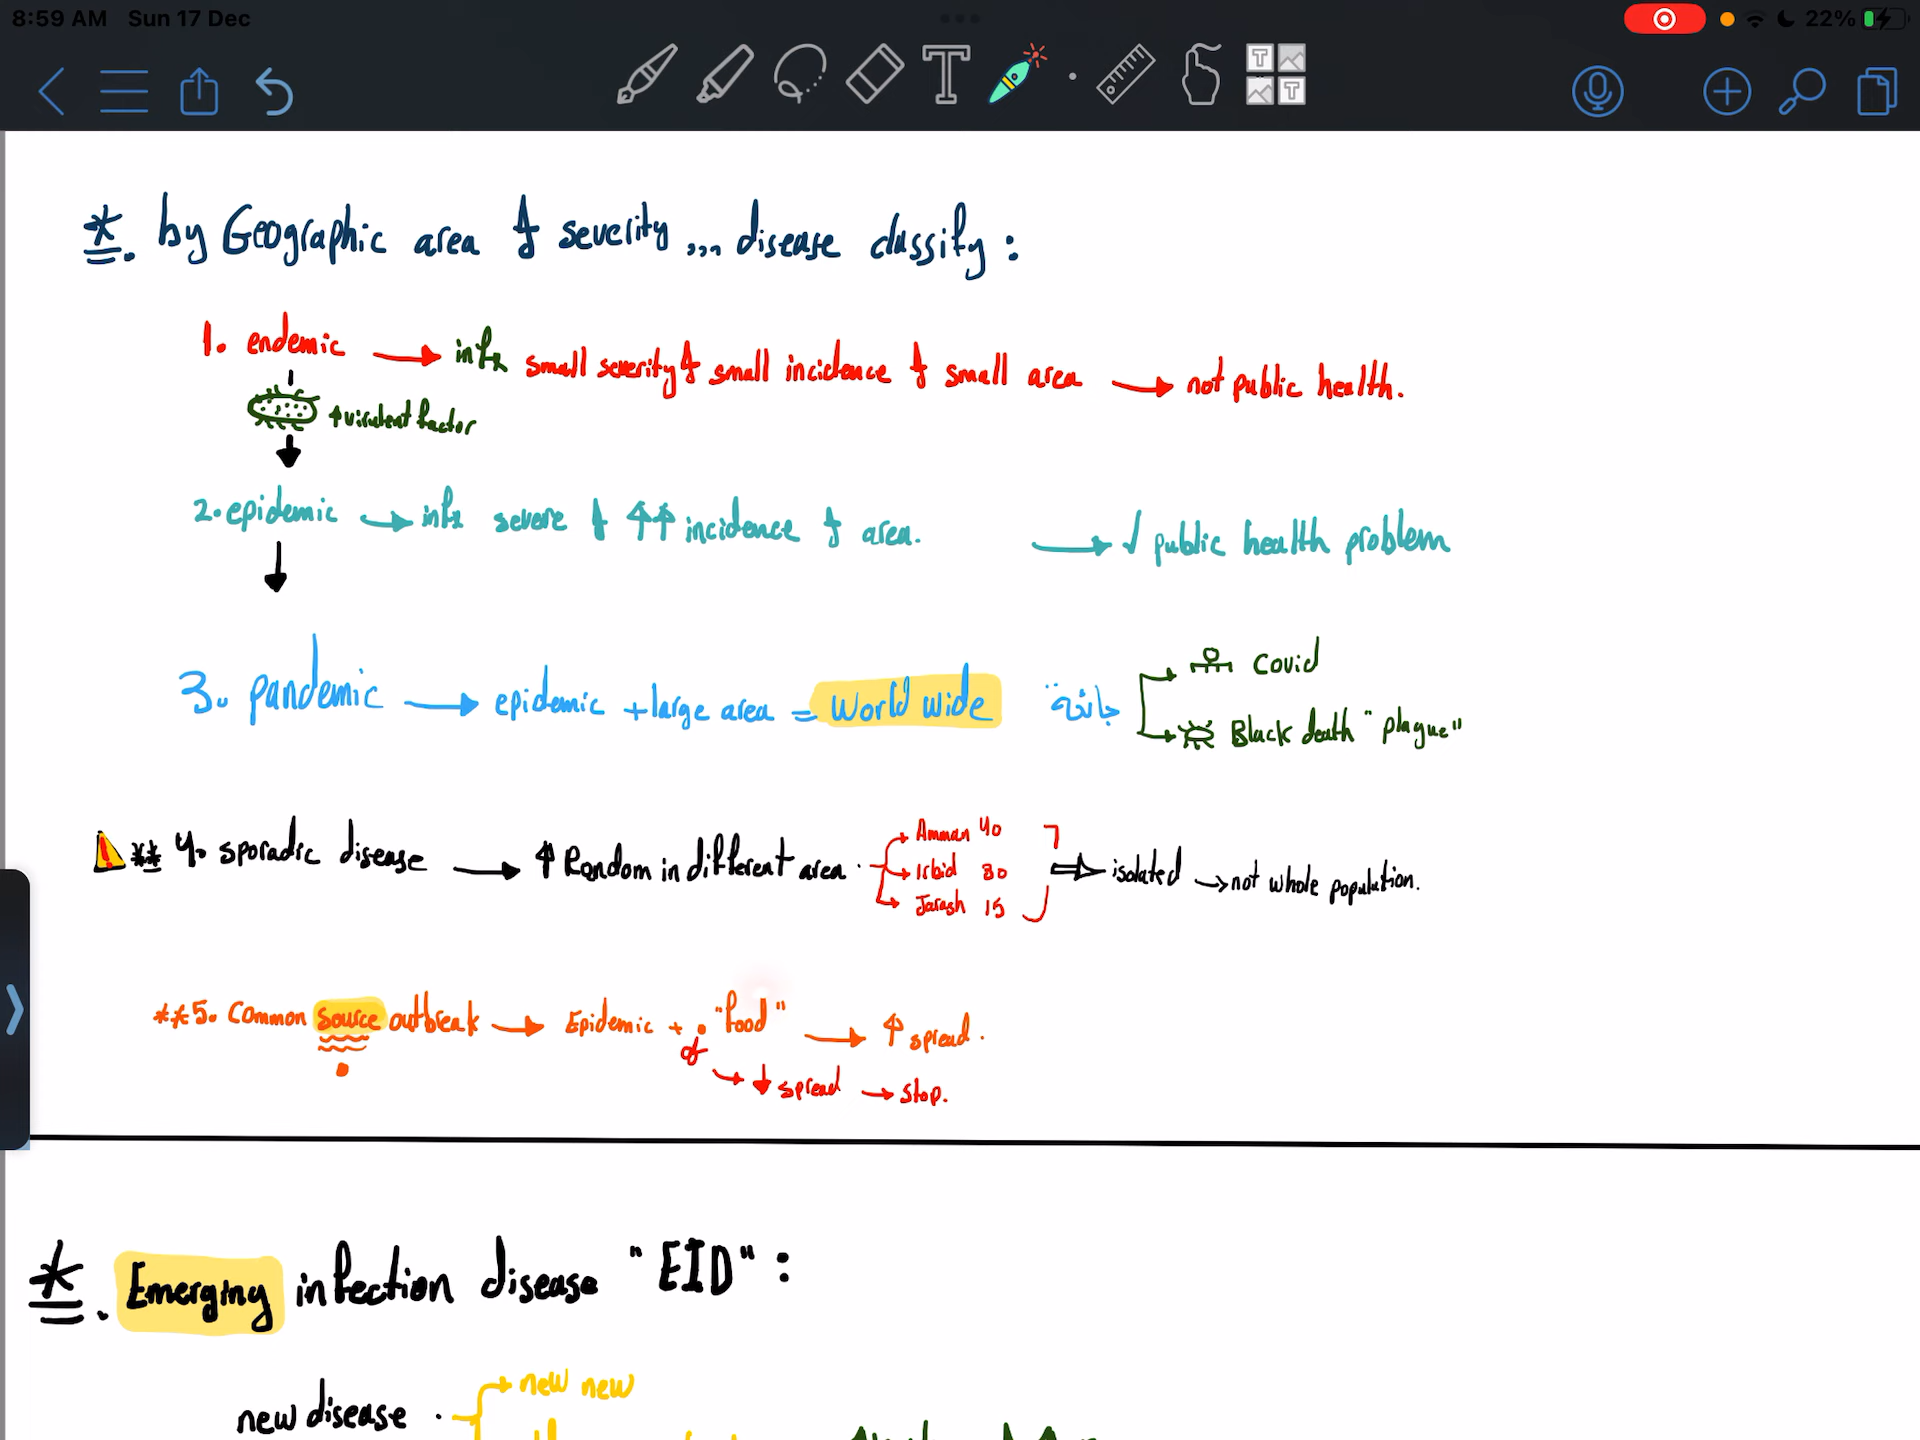 8:59 AM Sun 17 Dec
22%
*. by Geographic area & severity ,,,, disease classify :
1. endemic → infx small severity & small incidence & small area → not public health.
↑ virulent factor
2. epidemic → infx severe & ↑↑ incidence & area. → √ public health problem
Covid
3. pandemic → epidemic + large area = World wide جائحة
Black death "plague"
Amman 40
** 4. sporadic disease → ↑ Random in different area . Irbid 30 ⇒ isolated → not whole population.
Jarash 15
**5. Common source outbreak → Epidemic + . "food" → ↑ spread.
→ ↓ spread → stop.
*. Emerging infection disease "EID" :
new new
new disease .